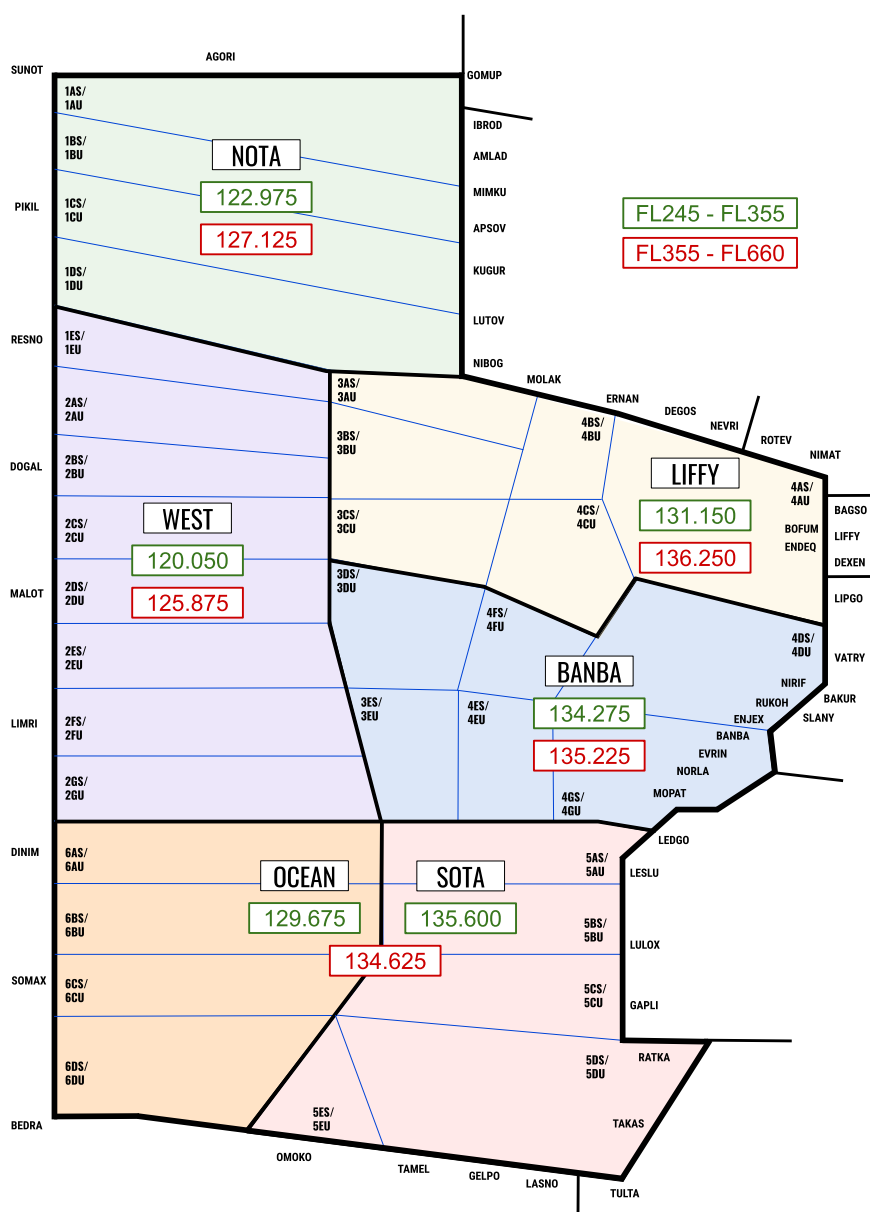 AGORI
SUNOT
GOMUP
1AS/
1AU
IBROD
1BS/
1BU
NOTA
AMLAD
122.975
MIMKU
PIKIL
1CS/
1CU
FL245 - FL355
APSOV
127.125
FL355 - FL660
KUGUR
1DS/
1DU
LUTOV
RESNO
1ES/
1EU
NIBOG
MOLAK
3AS/
3AU
ERNAN
DEGOS
NEVRI
ROTEV
NIMAT
2AS/
2AU
3BS/
3BU
4BS/
4BU
DOGAL
2BS/
2BU
LIFFY
4AS/
4AU
WEST
2CS/
2CU
3CS/
3CU
4CS/
4CU
131.150
BAGSO
BOFUM
LIFFY
ENDEQ
120.050
136.250
DEXEN
MALOT
2DS/
2DU
125.875
3DS/
3DU
LIPGO
4FS/
4FU
4DS/
4DU
VATRY
2ES/
2EU
BANBA
NIRIF
BAKUR
RUKOH
SLANY
LIMRI
2FS/
2FU
3ES/
3EU
4ES/
4EU
134.275
ENJEX
BANBA
135.225
EVRIN
NORLA
2GS/
2GU
4GS/
4GU
MOPAT
LEDGO
DINIM
6AS/
6AU
OCEAN
SOTA
5AS/
5AU
LESLU
129.675
135.600
6BS/
6BU
5BS/
5BU
LULOX
134.625
SOMAX
6CS/
6CU
5CS/
5CU
GAPLI
6DS/
6DU
5DS/
5DU
RATKA
BEDRA
5ES/
5EU
TAKAS
OMOKO
TAMEL
GELPO
LASNO
TULTA